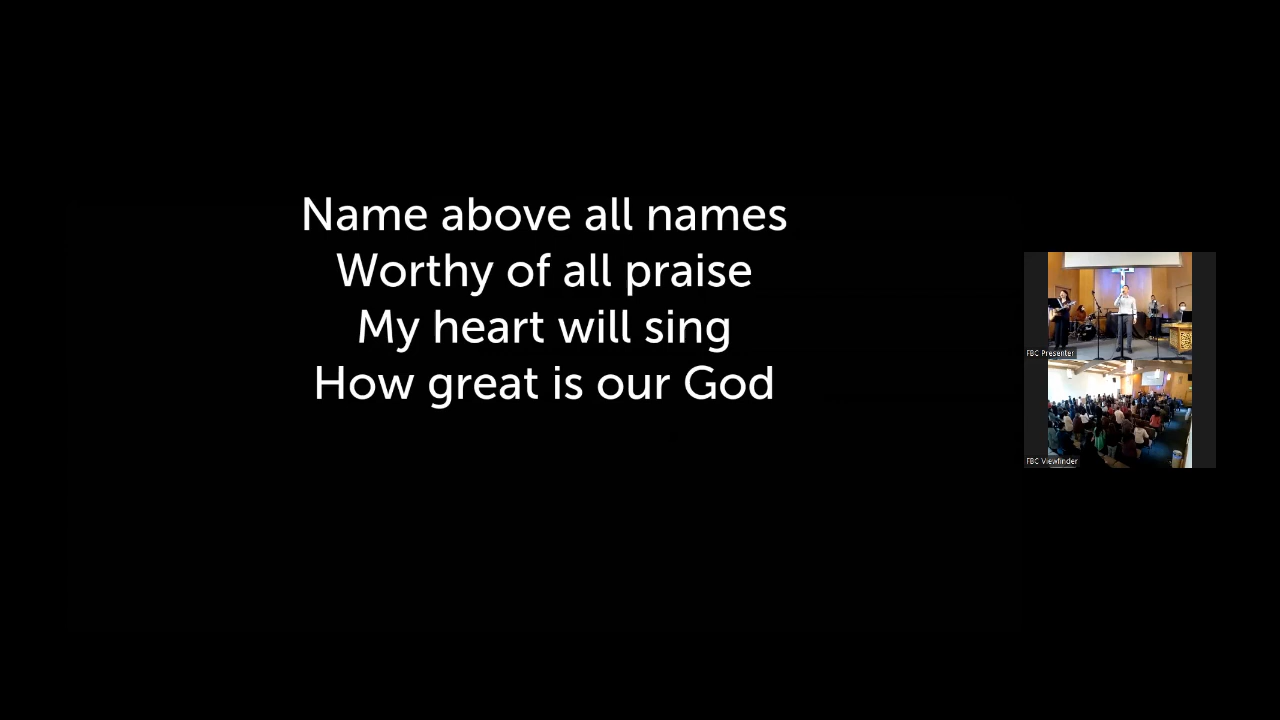 Name above all names
Worthy of all praise
My heart will sing
How great is our God
FBC Presenter
FBC Viewfinder